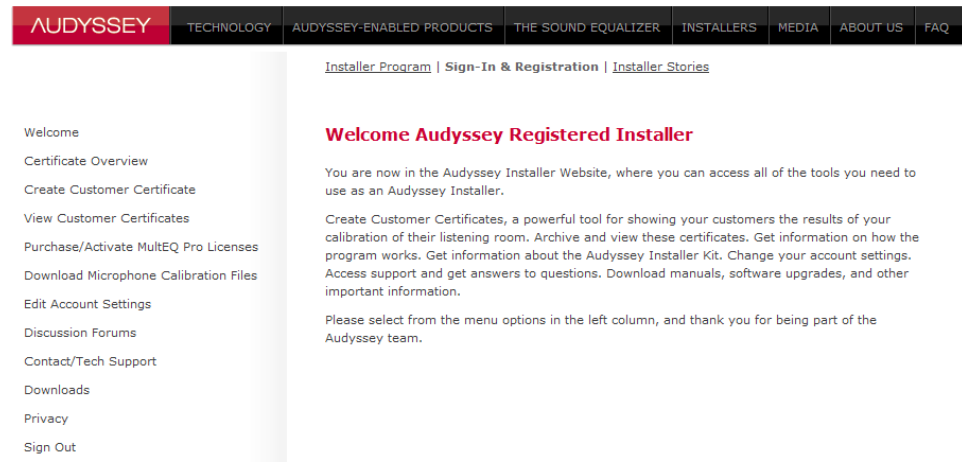 AUDYSSEY TECHNOLOGY AUDYSSEY-ENABLED PRODUCTS THE SOUND EQUALIZER INSTALLERS MEDIA ABOUT US FAQ
Installer Program | Sign-In & Registration | Installer Stories
Welcome
Certificate Overview
Create Customer Certificate
View Customer Certificates
Purchase/Activate MultEQ Pro Licenses
Download Microphone Calibration Files
Edit Account Settings
Discussion Forums
Contact/Tech Support
Downloads
Privacy
Sign Out
Welcome Audyssey Registered Installer
You are now in the Audyssey Installer Website, where you can access all of the tools you need to
use as an Audyssey Installer.
Create Customer Certificates, a powerful tool for showing your customers the results of your
calibration of their listening room. Archive and view these certificates. Get information on how the
program works. Get information about the Audyssey Installer Kit. Change your account settings.
Access support and get answers to questions. Download manuals, software upgrades, and other
important information.
Please select from the menu options in the left column, and thank you for being part of the
Audyssey team.